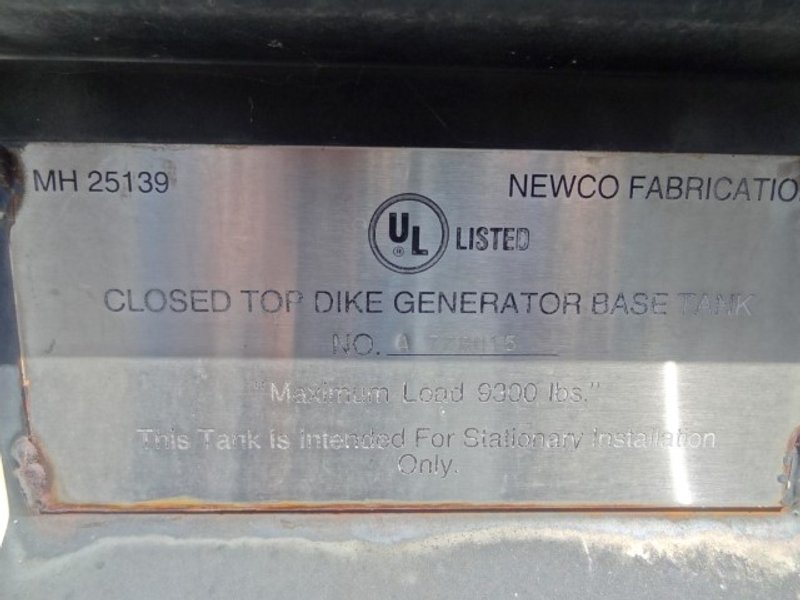 MH 25139 NEWCO FABRICATIO
UL ® LISTED
CLOSED TOP DIKE GENERATOR BASE TANK
NO. A
"Maximum Load 9300 lbs."
This Tank is Intended For Stationary Installation
Only.